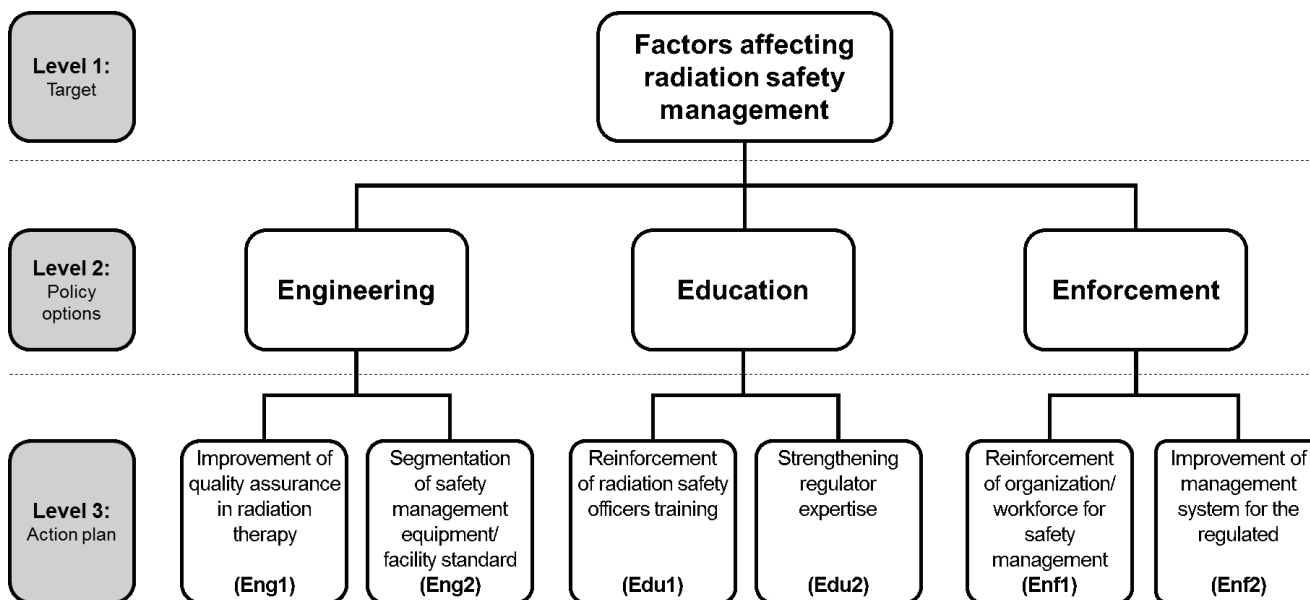 Level 1:
Target
Factors affecting
radiation safety
management
Level 2:
Policy
options
Engineering
Education
Enforcement
Level 3:
Action plan
Improvement of
quality assurance
in radiation
therapy
(Eng1)
Segmentation
of safety
management
equipment/
facility standard
(Eng2)
Reinforcement
of radiation safety
officers training
(Edu1)
Strengthening
regulator
expertise
(Edu2)
Reinforcement
of organization/
workforce for
safety
management
(Enf1)
Improvement of
management
system for the
regulated
(Enf2)